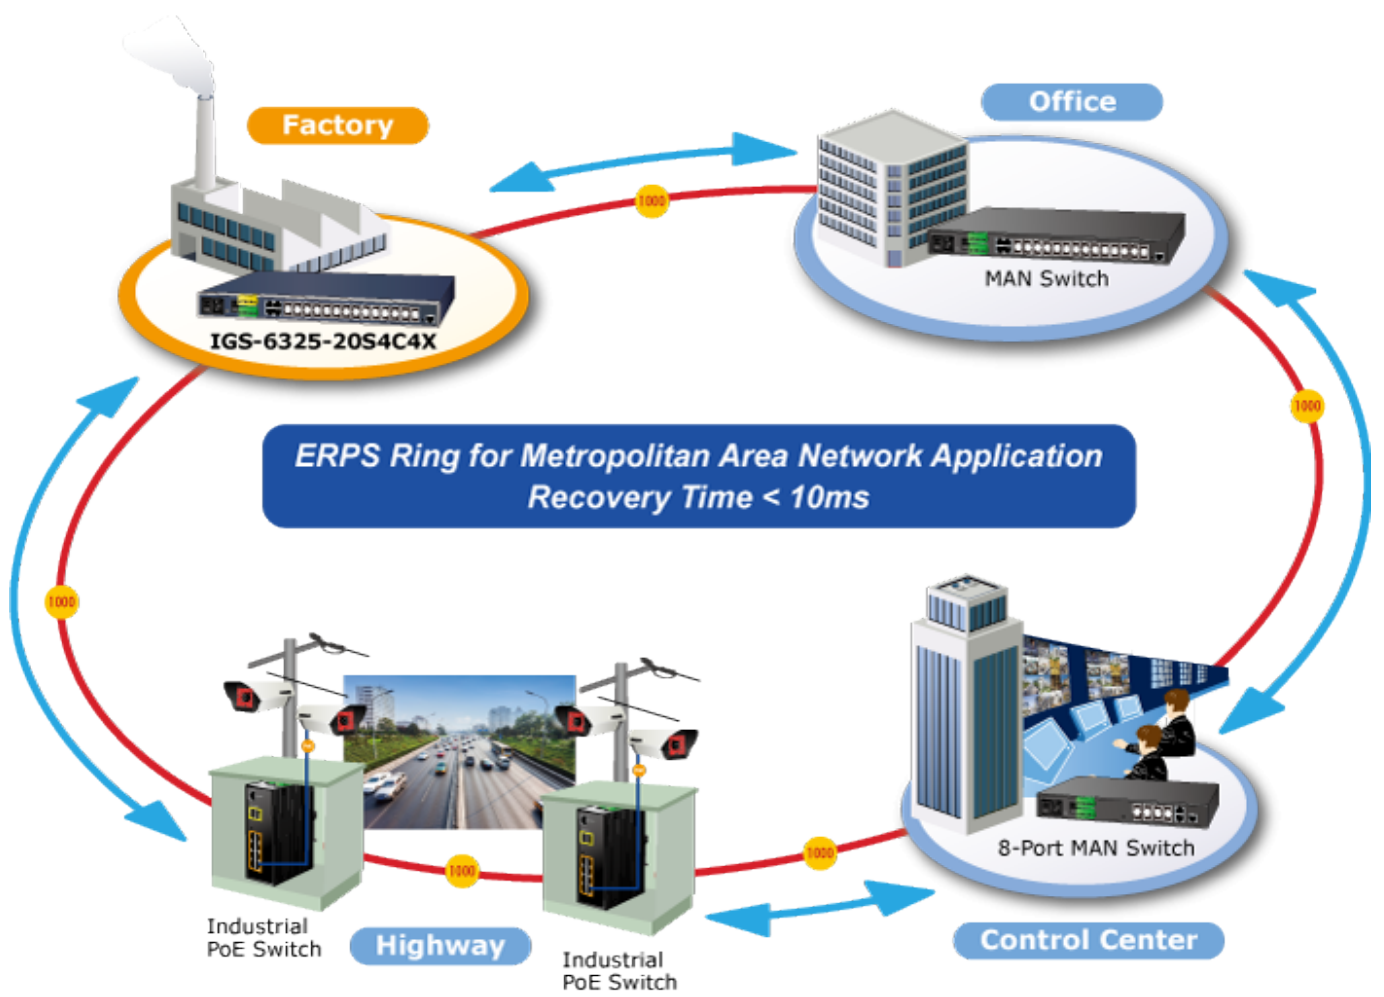 Office
Factory
1000
MAN Switch
IGS-6325-20S4C4X
1000
ERPS Ring for Metropolitan Area Network Application
Recovery Time < 10ms
1000
8-Port MAN Switch
1000
1000
Industrial
PoE Switch
Highway
Control Center
Industrial
PoE Switch